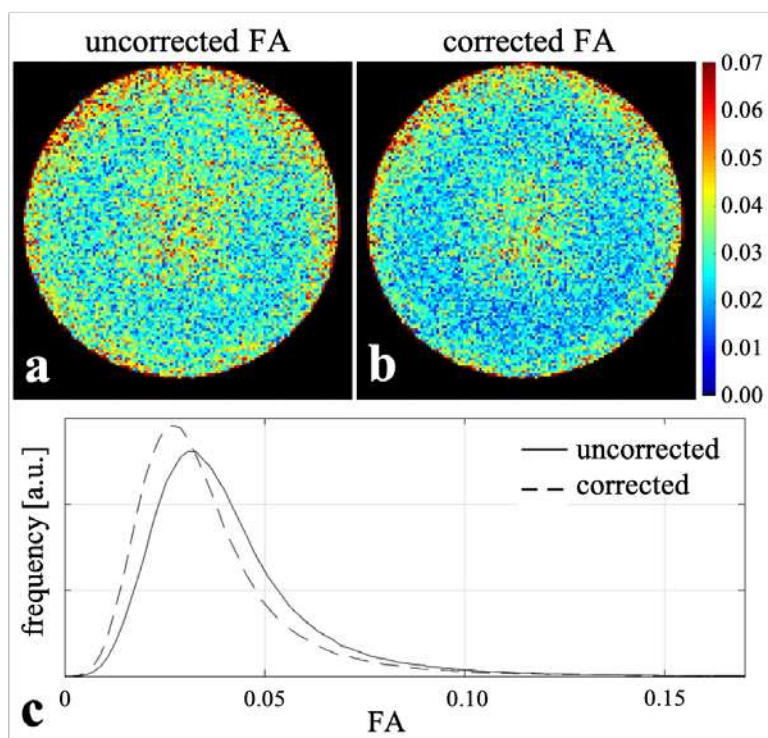 uncorrected FA
corrected FA
0.07
0.06
0.05
0.04
0.03
0.02
0.01
0.00
a
b
uncorrected
corrected
frequency [a.u.]
0
0.05
0.10
0.15
c
FA